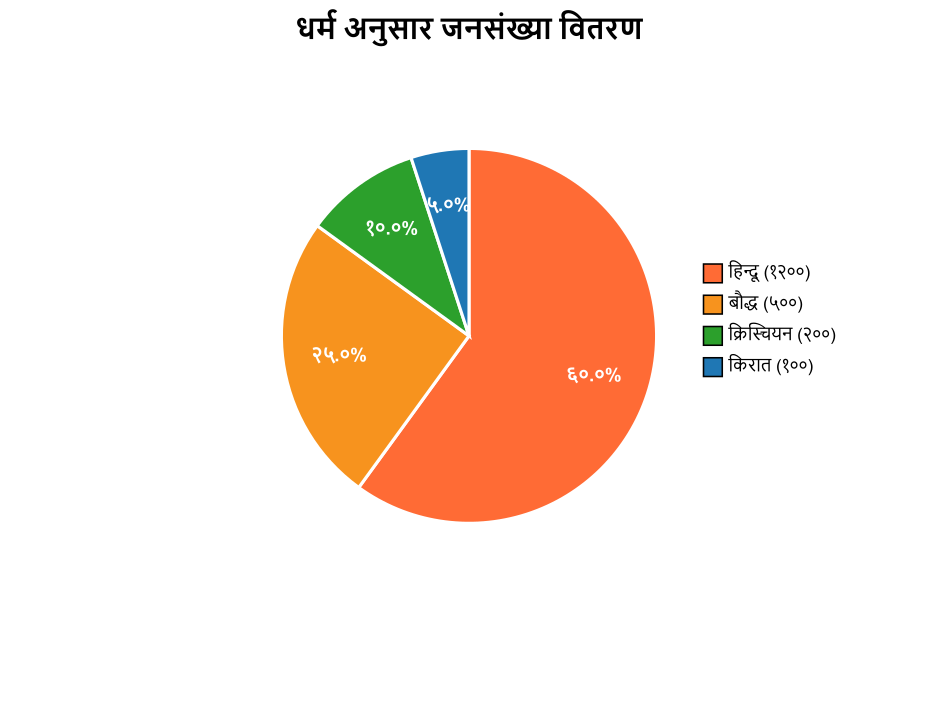 धर्म अनुसार जनसंख्या वितरण
५.०%
१०.०%
२५.०%
६०.०%
हिन्दू (१२००)
बौद्ध (५००)
क्रिस्चियन (२००)
किरात (१००)